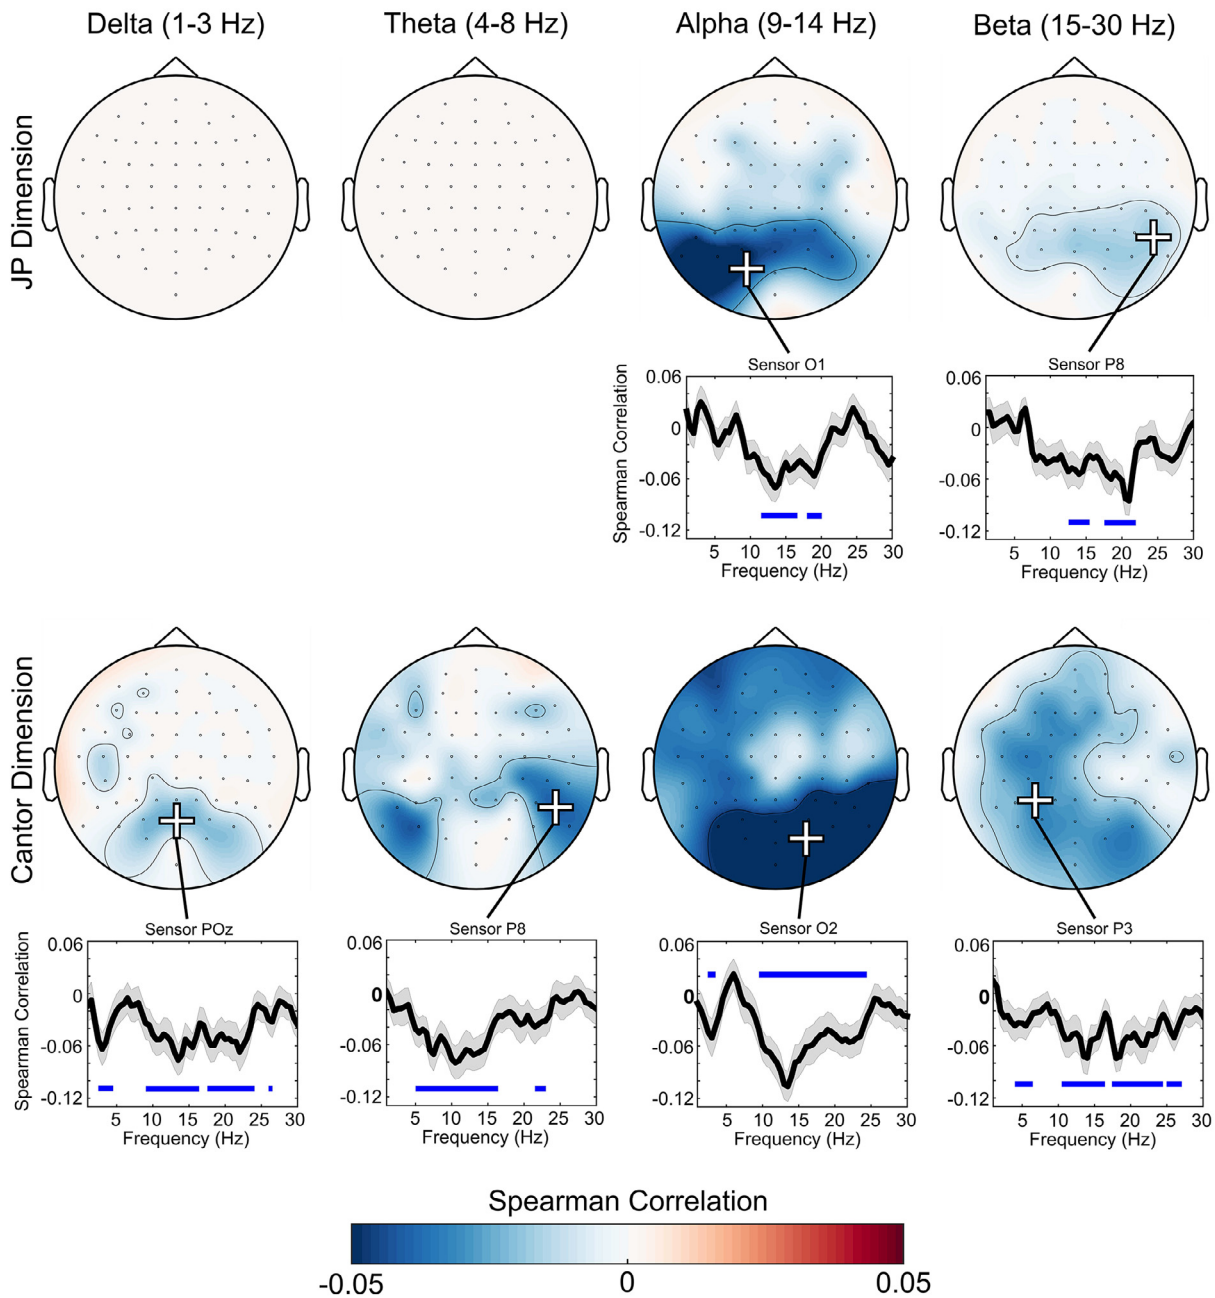 Delta (1-3 Hz) Theta (4-8 Hz) Alpha (9-14 Hz) Beta (15-30 Hz)
JP Dimension
Sensor O1
Spearman Correlation
0.06
0
-0.06
-0.12
5 10 15 20 25 30
Frequency (Hz)
Sensor P8
0.06
0
-0.06
-0.12
5 10 15 20 25 30
Frequency (Hz)
Cantor Dimension
Sensor POz
Spearman Correlation
0.06
0
-0.06
-0.12
5 10 15 20 25 30
Frequency (Hz)
Sensor P8
0.06
0
-0.06
-0.12
5 10 15 20 25 30
Frequency (Hz)
Sensor O2
0.06
0
-0.06
-0.12
5 10 15 20 25 30
Frequency (Hz)
Sensor P3
0.06
0
-0.06
-0.12
5 10 15 20 25 30
Frequency (Hz)
Spearman Correlation
-0.05 0 0.05